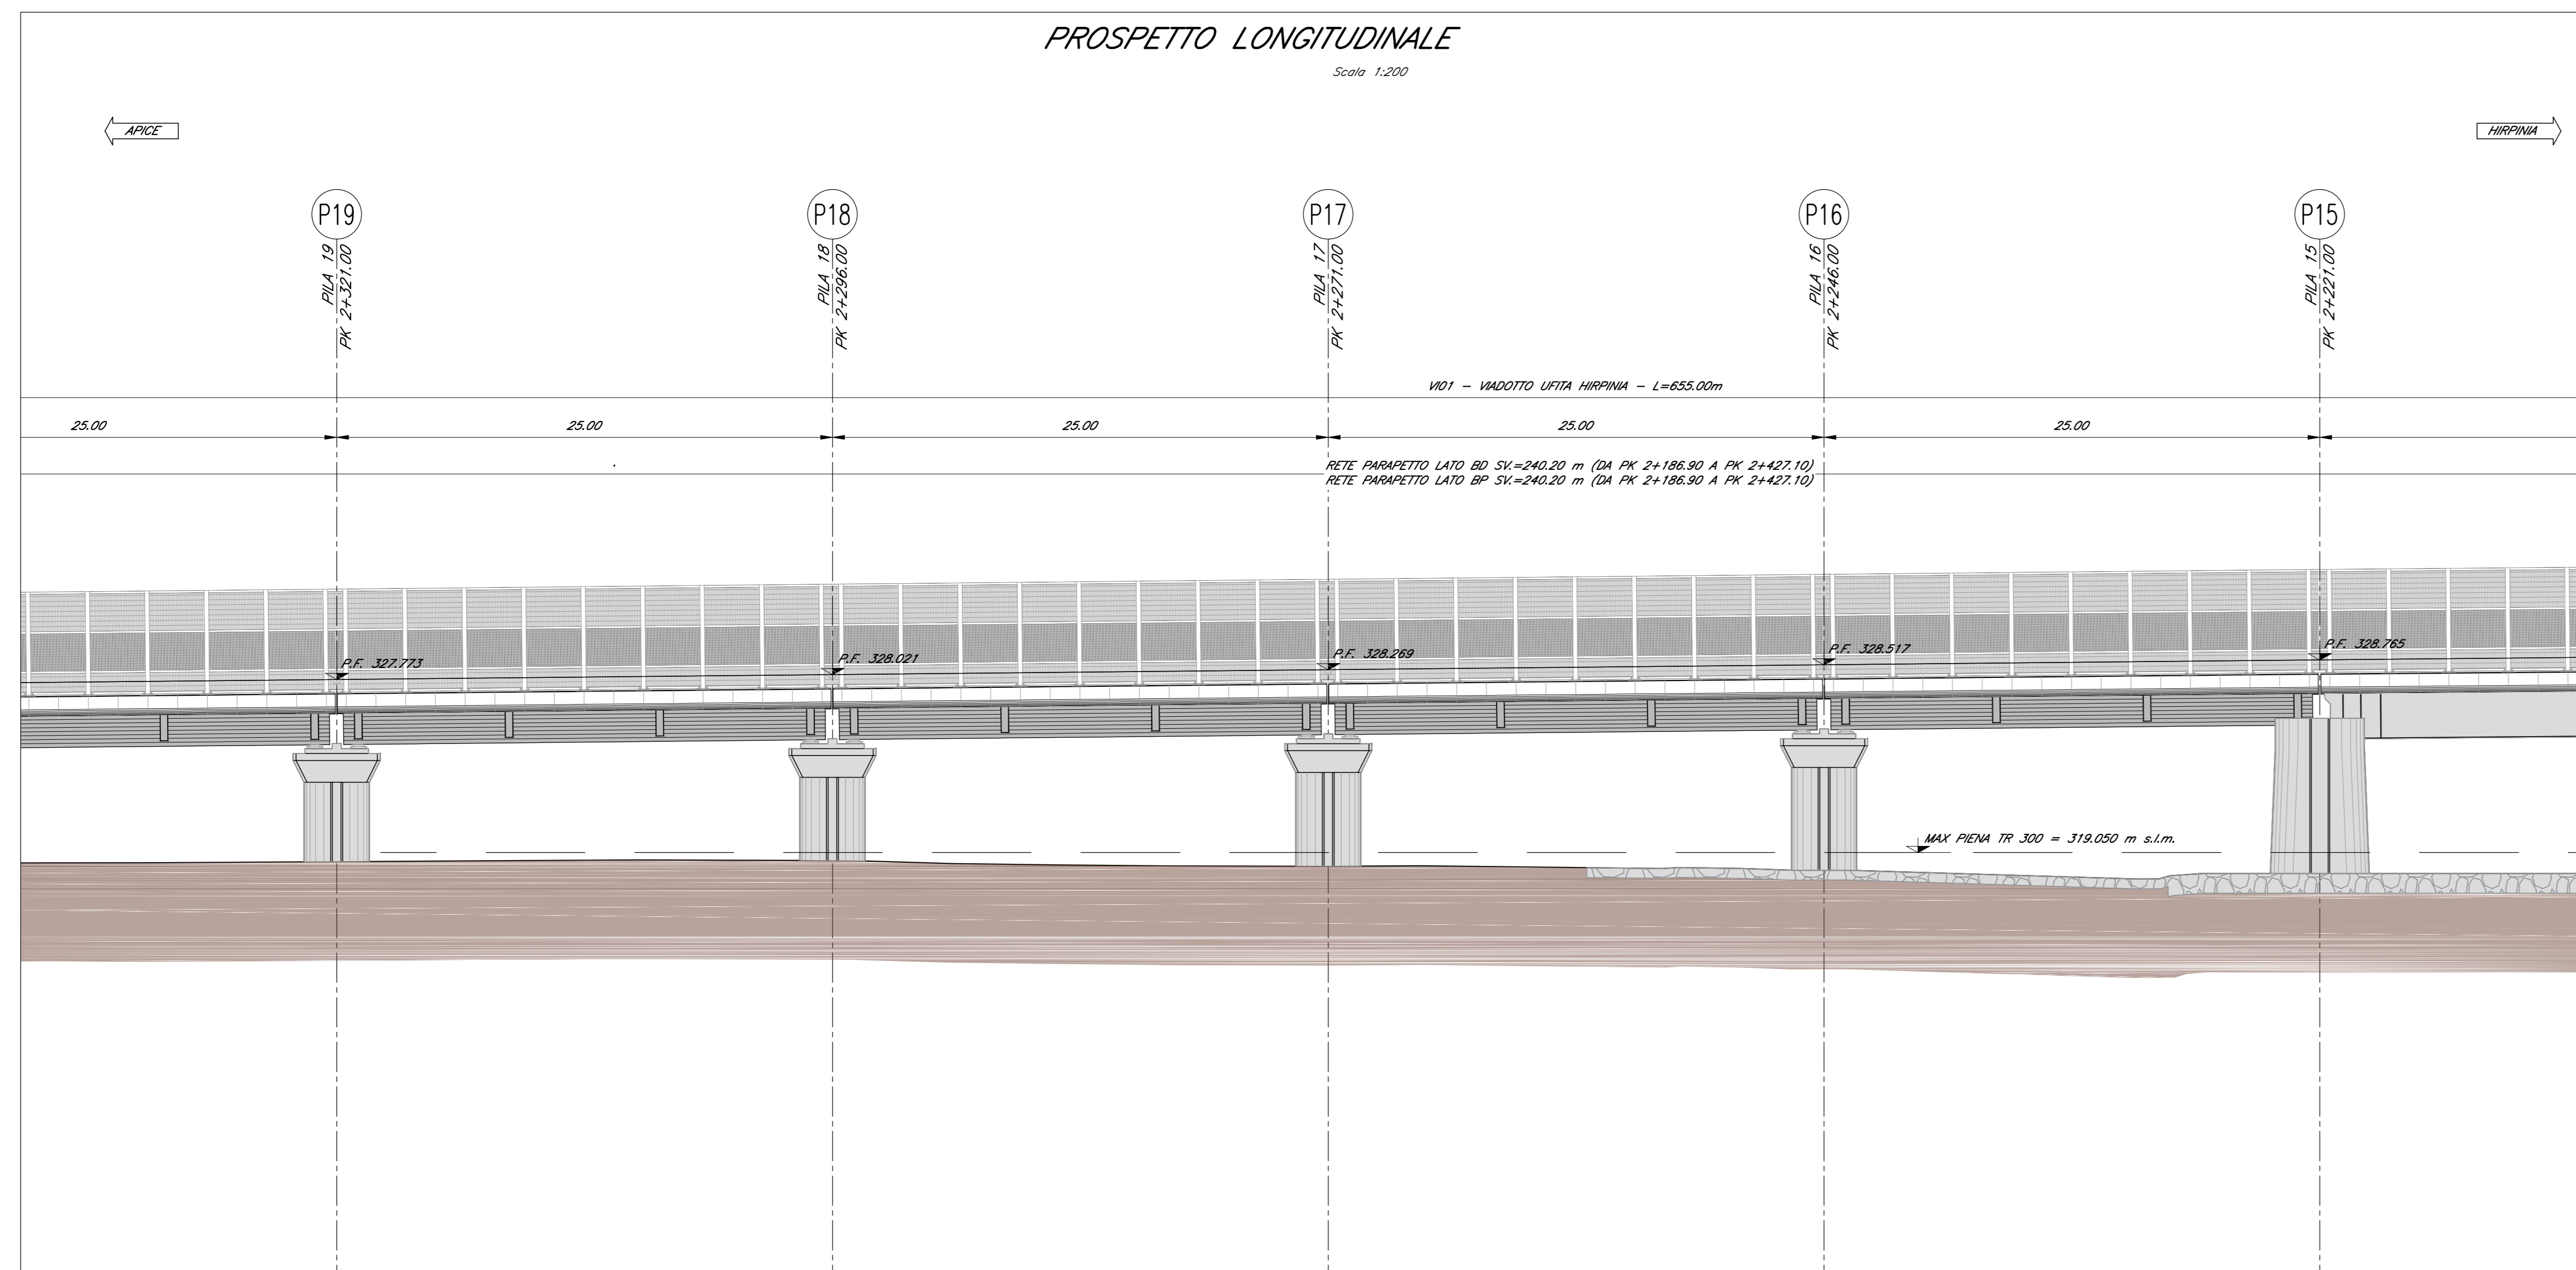 PROSPETTO LONGITUDINALE
Scala 1:200
APICE
HIRPINIA
P19
P18
P17
P16
P15
PILA 19
PK 2+321.00
PILA 18
PK 2+296.00
PILA 17
PK 2+271.00
PILA 16
PK 2+246.00
PILA 15
PK 2+221.00
VI01 - VIADOTTO UFITA HIRPINIA - L=655.00m
25.00
25.00
25.00
25.00
25.00
RETE PARAPETTO LATO BD SV.=240.20 m (DA PK 2+186.90 A PK 2+427.10)
RETE PARAPETTO LATO BP SV.=240.20 m (DA PK 2+186.90 A PK 2+427.10)
P.F. 327.773
P.F. 328.021
P.F. 328.269
P.F. 328.517
P.F. 328.765
MAX PIENA TR 300 = 319.050 m s.l.m.